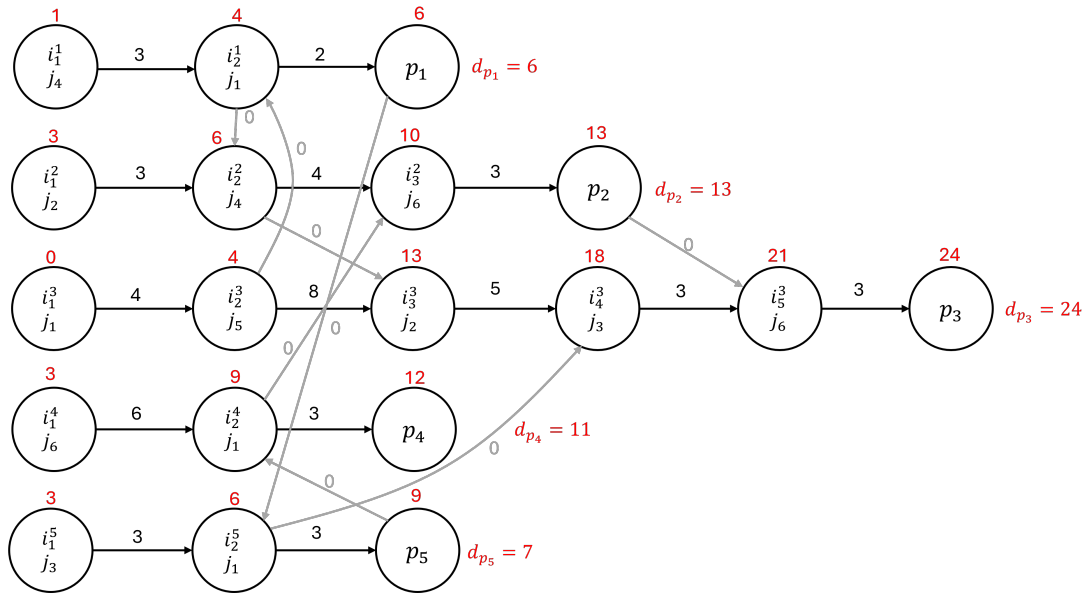 1 4 6
i_1^1 3 i_2^1 2 p_1 d_{p_1} = 6
j_4 j_1
0
3 6 10 13
0
i_1^2 3 i_2^2 4 i_3^2 3 p_2 d_{p_2} = 13
j_2 j_4 j_6
0 0
0 4 13 18 21 24
i_1^3 4 i_2^3 8 i_3^3 5 i_4^3 3 i_5^3 3 p_3 d_{p_3} = 24
j_1 j_5 j_2 j_3 j_6
0
0
3 9 12
i_1^4 6 i_2^4 3 p_4 d_{p_4} = 11
j_6 j_1
0
0
3 6 9
i_1^5 3 i_2^5 3 p_5 d_{p_5} = 7
j_3 j_1